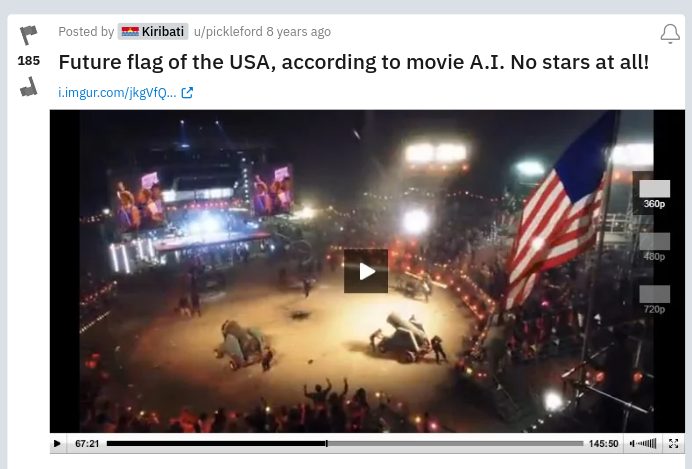 Posted by Kiribati u/pickleford 8 years ago
185
Future flag of the USA, according to movie A.I. No stars at all!
i.imgur.com/jkgVfQ...
360p
480p
720p
67:21
145:50